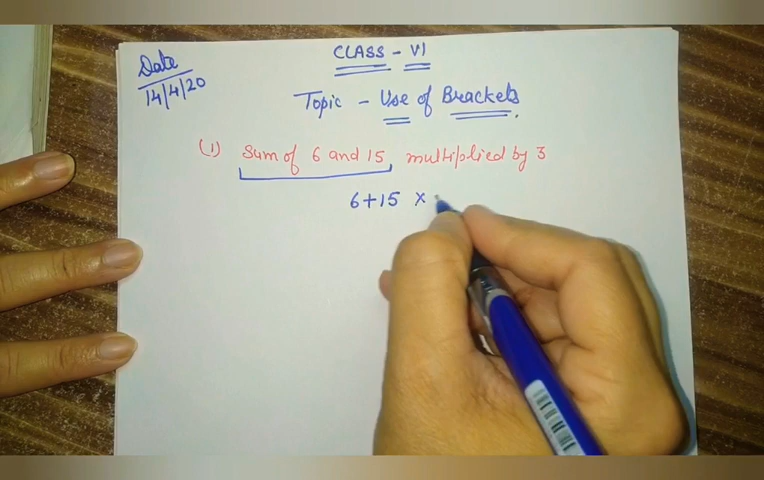 CLASS - VI
Date
14/4/20
Topic - Use of Brackets.
(1) Sum of 6 and 15 multiplied by 3
6+15 ×